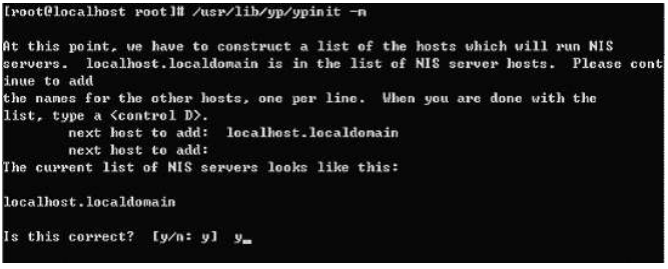 [root@localhost root]# /usr/lib/yp/ypinit -m
At this point, we have to construct a list of the hosts which will run NIS
servers.  localhost.localdomain is in the list of NIS server hosts.  Please cont
inue to add
the names for the other hosts, one per line.  When you are done with the
list, type a <control D>.
next host to add:  localhost.localdomain
next host to add:
The current list of NIS servers looks like this:
localhost.localdomain
Is this correct?  [y/n: y]  y_